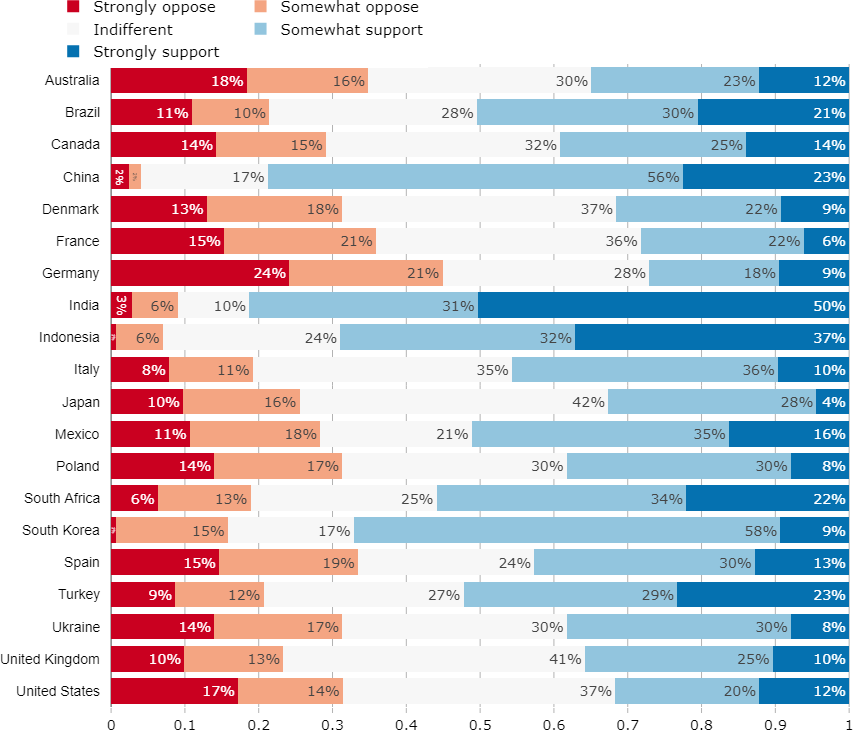 Strongly oppose Somewhat oppose
Indifferent Somewhat support
Strongly support
Australia 18% 16% 30% 23% 12%
Brazil 11% 10% 28% 30% 21%
Canada 14% 15% 32% 25% 14%
China 2% 17% 56% 23%
Denmark 13% 18% 37% 22% 9%
France 15% 21% 36% 22% 6%
Germany 24% 21% 28% 18% 9%
India 3% 6% 10% 31% 50%
Indonesia 6% 24% 32% 37%
Italy 8% 11% 35% 36% 10%
Japan 10% 16% 42% 28% 4%
Mexico 11% 18% 21% 35% 16%
Poland 14% 17% 30% 30% 8%
South Africa 6% 13% 25% 34% 22%
South Korea 15% 17% 58% 9%
Spain 15% 19% 24% 30% 13%
Turkey 9% 12% 27% 29% 23%
Ukraine 14% 17% 30% 30% 8%
United Kingdom 10% 13% 41% 25% 10%
United States 17% 14% 37% 20% 12%
0 0.1 0.2 0.3 0.4 0.5 0.6 0.7 0.8 0.9 1